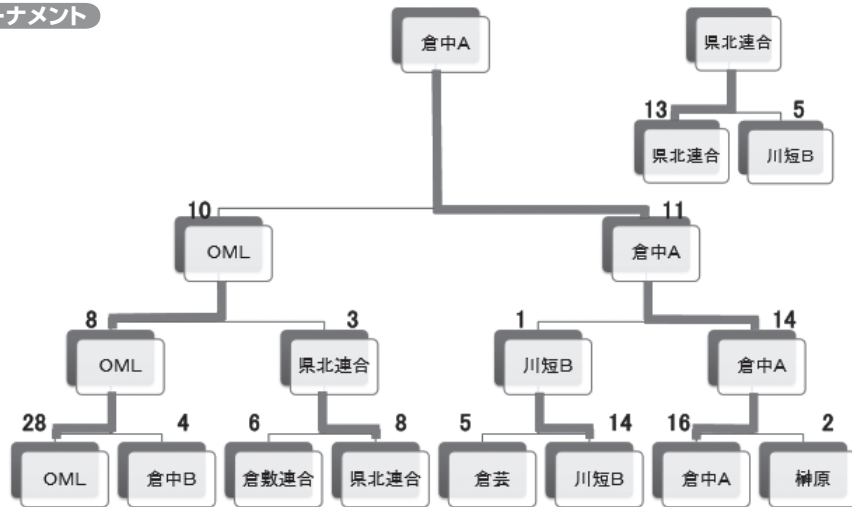 ーナメント
倉中A
県北連合
13 5
県北連合 川短B
10 11
OML 倉中A
8 3 1 14
OML 県北連合 川短B 倉中A
28 4 6 8 5 14 16 2
OML 倉中B 倉敷連合 県北連合 倉芸 川短B 倉中A 榊原